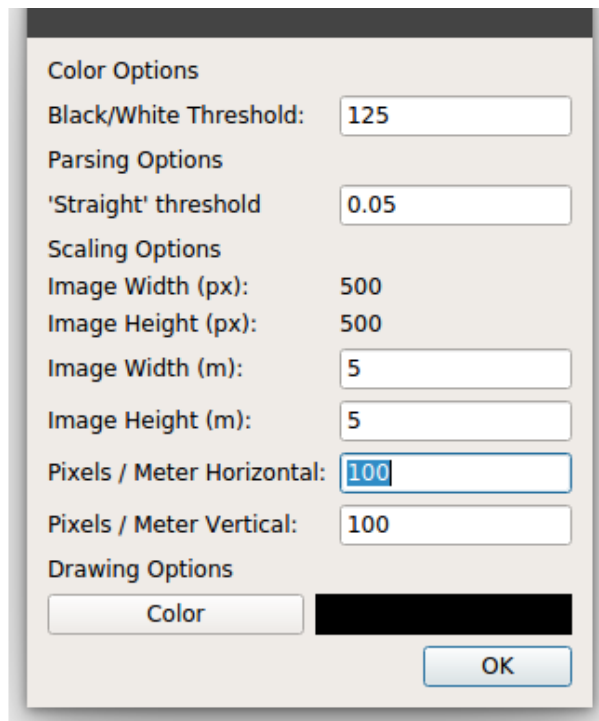 Color Options
Black/White Threshold: 125
Parsing Options
'Straight' threshold 0.05
Scaling Options
Image Width (px): 500
Image Height (px): 500
Image Width (m): 5
Image Height (m): 5
Pixels / Meter Horizontal: 100
Pixels / Meter Vertical: 100
Drawing Options
Color
OK